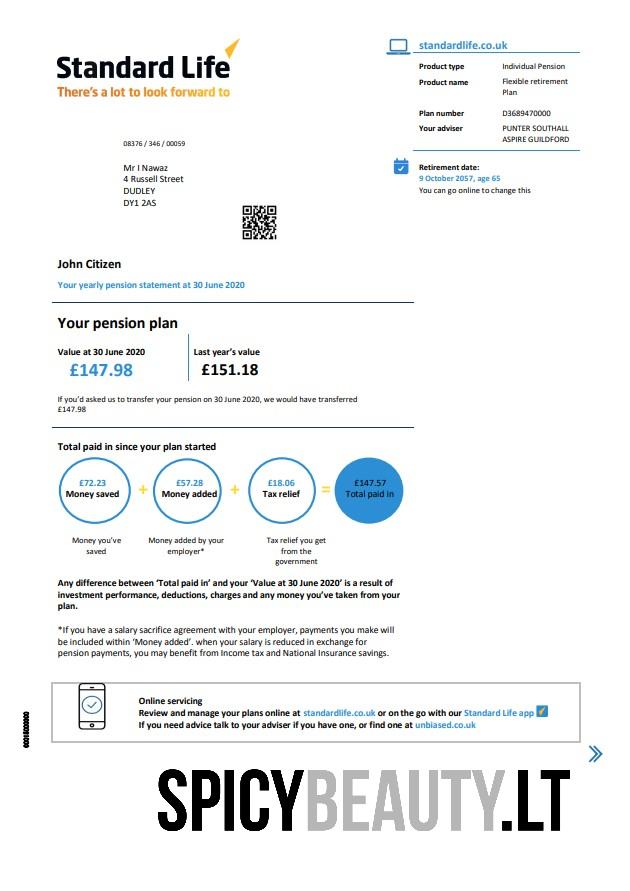 Standard Life
There's a lot to look forward to
standardlife.co.uk
Product type Individual Pension
Product name Flexible retirement
Plan
Plan number D3689470000
Your adviser PUNTER SOUTHALL
ASPIRE GUILDFORD
Retirement date:
9 October 2057, age 65
You can go online to change this
08376 / 346 / 00059
Mr I Nawaz
4 Russell Street
DUDLEY
DY1 2AS
John Citizen
Your yearly pension statement at 30 June 2020
Your pension plan
Value at 30 June 2020 Last year's value
£147.98 £151.18
If you'd asked us to transfer your pension on 30 June 2020, we would have transferred
£147.98
Total paid in since your plan started
£72.23 £57.28 £18.06 £147.57
Money saved + Money added + Tax relief = Total paid in
Money you've Money added by your Tax relief you get
saved employer* from the
government
Any difference between ‘Total paid in’ and your ‘Value at 30 June 2020’ is a result of
investment performance, deductions, charges and any money you've taken from your
plan.
*If you have a salary sacrifice agreement with your employer, payments you make will
be included within ‘Money added’. when your salary is reduced in exchange for
pension payments, you may benefit from Income tax and National Insurance savings.
Online servicing
Review and manage your plans online at standardlife.co.uk or on the go with our Standard Life app
If you need advice talk to your adviser if you have one, or find one at unbiased.co.uk
SPICYBEAUTY.LT